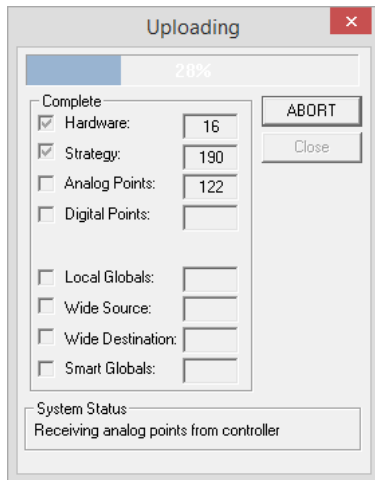 Uploading
28%
Complete
Hardware: 16
Strategy: 190
Analog Points: 122
Digital Points:
Local Globals:
Wide Source:
Wide Destination:
Smart Globals:
ABORT
Close
System Status
Receiving analog points from controller